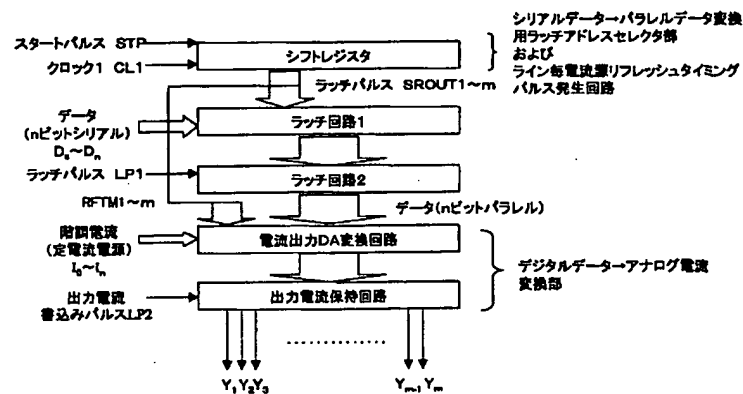 スタートパルス STP
クロック1 CL1
シフトレジスタ
シリアルデータ→パラレルデータ変換
用ラッチアドレスセレクタ部
および
ライン毎電流源リフレッシュタイミング
パルス発生回路
ラッチパルス SROUT1~m
データ
(nビットシリアル)
D₀~Dₙ
ラッチ回路1
ラッチパルス LP1
ラッチ回路2
RFTM1~m
データ(nビットパラレル)
階調電流
(定電流電源)
I₀~Iₙ
電流出力DA変換回路
デジタルデータ→アナログ電流
変換部
出力電流
書込みパルスLP2
出力電流保持回路
Y₁ Y₂ Y₃
Yₘ₋₁ Yₘ